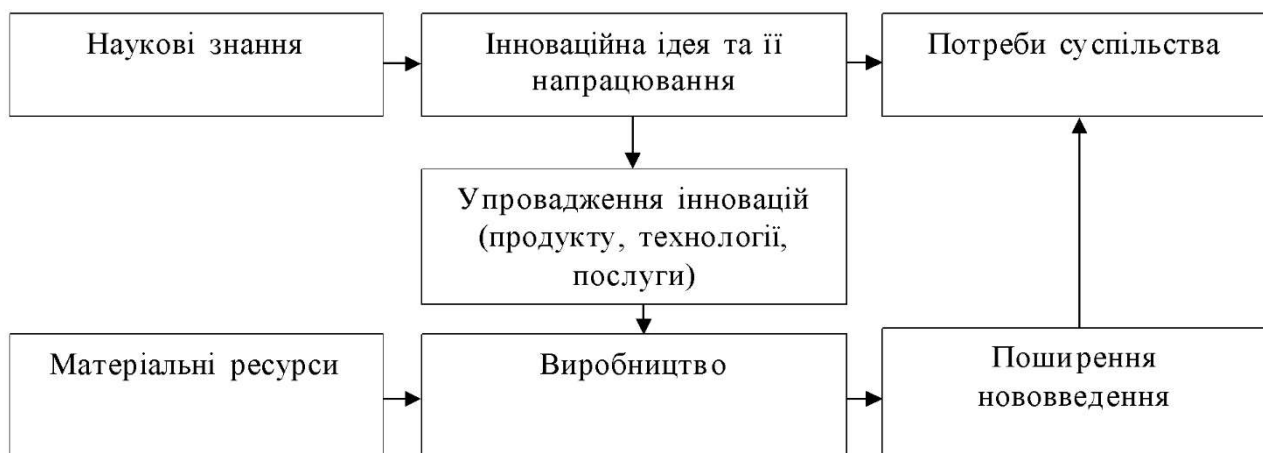 Наукові знання
Інноваційна ідея та її
напрацювання
Потреби суспільства
Упровадження інновацій
(продукту, технології,
послуги)
Матеріальні ресурси
Виробництво
Поширення
нововведення